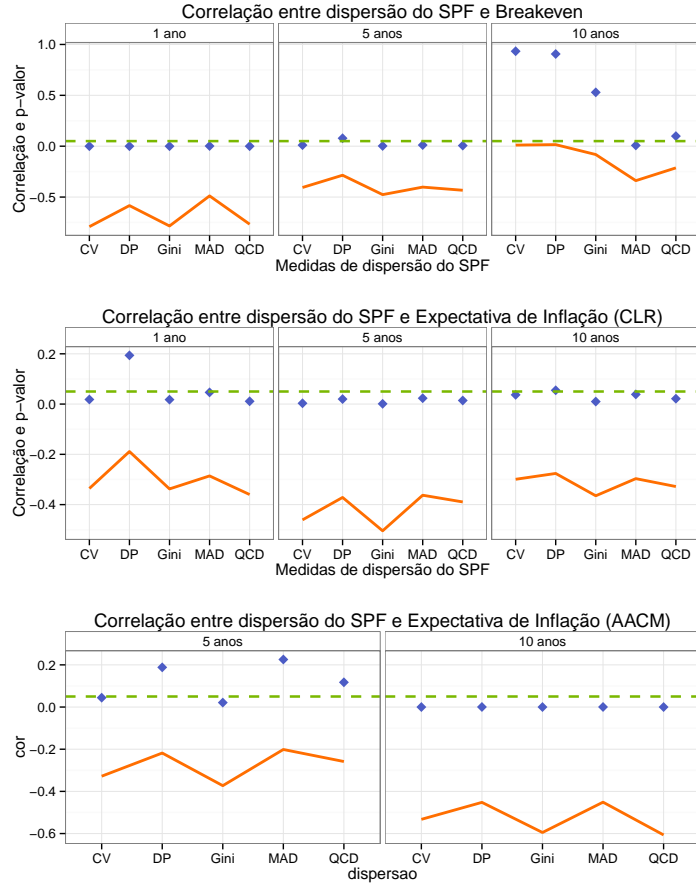 Correlação entre dispersão do SPF e Breakeven
1 ano 5 anos 10 anos
1.0
0.5
0.0
−0.5
Correlação e p−valor
CV DP Gini MAD QCD CV DP Gini MAD QCD CV DP Gini MAD QCD
Medidas de dispersão do SPF
Correlação entre dispersão do SPF e Expectativa de Inflação (CLR)
1 ano 5 anos 10 anos
0.2
0.0
−0.2
−0.4
Correlação e p−valor
CV DP Gini MAD QCD CV DP Gini MAD QCD CV DP Gini MAD QCD
Medidas de dispersão do SPF
Correlação entre dispersão do SPF e Expectativa de Inflação (AACM)
5 anos 10 anos
0.2
0.0
−0.2
−0.4
−0.6
cor
CV DP Gini MAD QCD CV DP Gini MAD QCD
dispersao